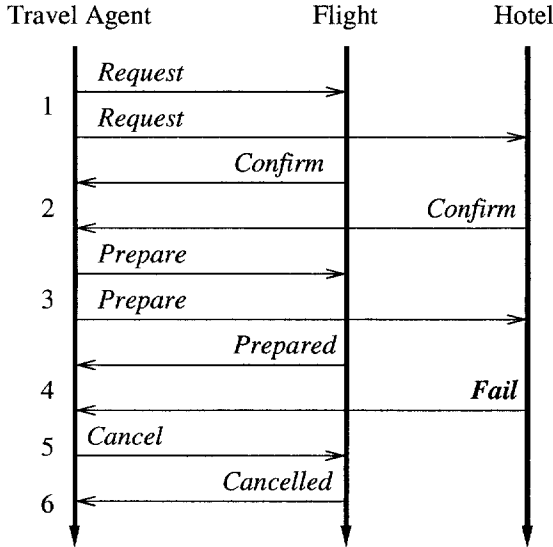 Travel Agent Flight Hotel
Request
1
Request
Confirm
2 Confirm
Prepare
3 Prepare
Prepared
4 Fail
5 Cancel
Cancelled
6